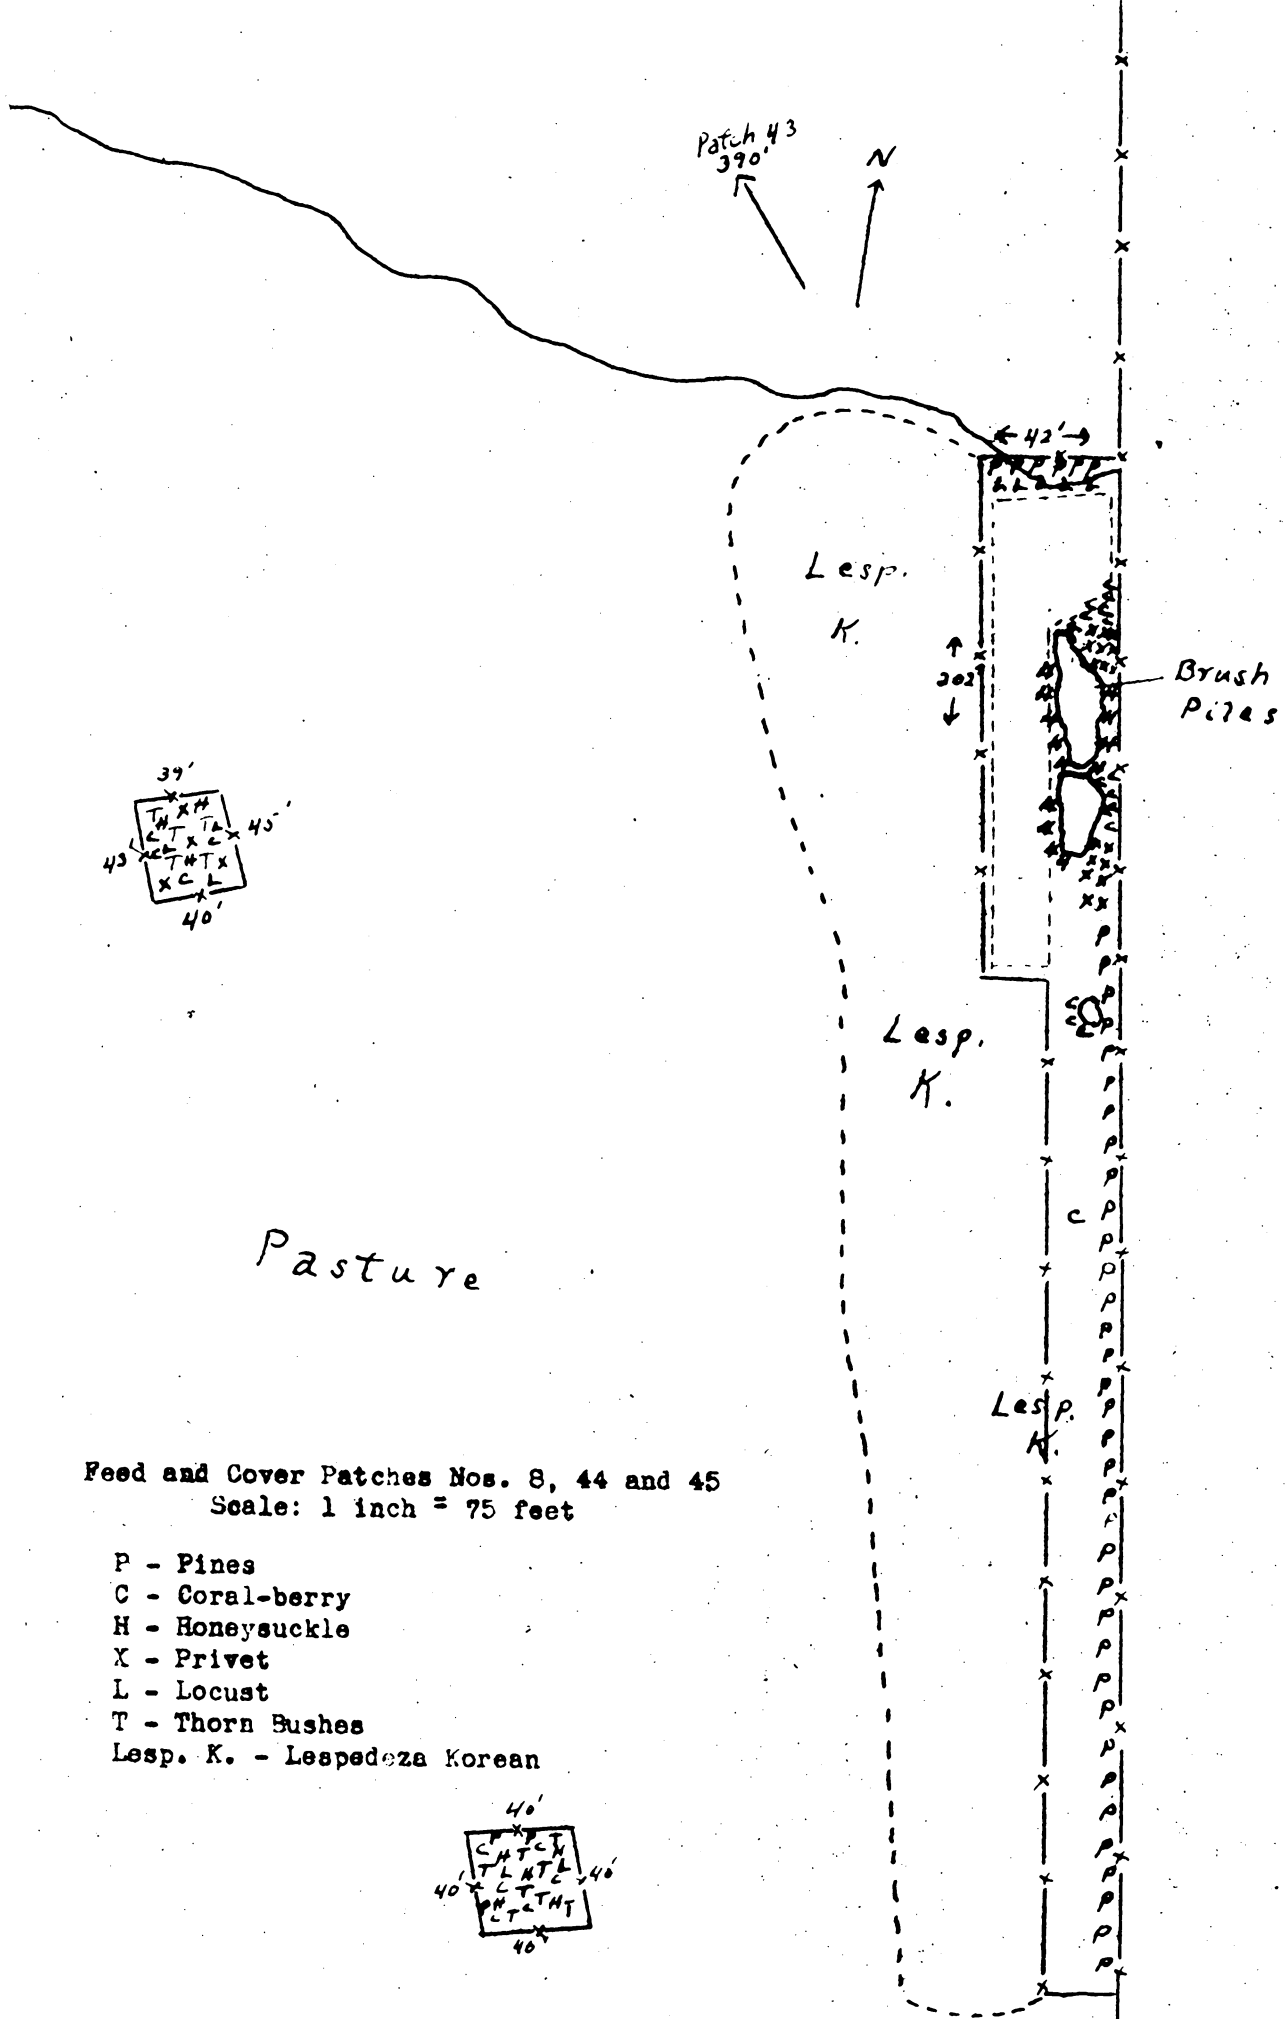 Patch 43
390'
N
42'
P P P P P P
L L L L L
Lesp.
K.
202'
Brush
Piles
39'
45'
43'
T X H
H
C T T L
C L X C
T H T X
X C L
40'
Lesp.
K.
C
C
C
C
Pasture
Lesp.
K.
Feed and Cover Patches Nos. 8, 44 and 45
Scale: 1 inch = 75 feet
P - Pines
C - Coral-berry
H - Honeysuckle
X - Privet
L - Locust
T - Thorn Bushes
Lesp. K. - Lespedeza Korean
40'
40'
40'
C P P C T
H T H
T L H T L
C T C
P H C T H T
C T
40'